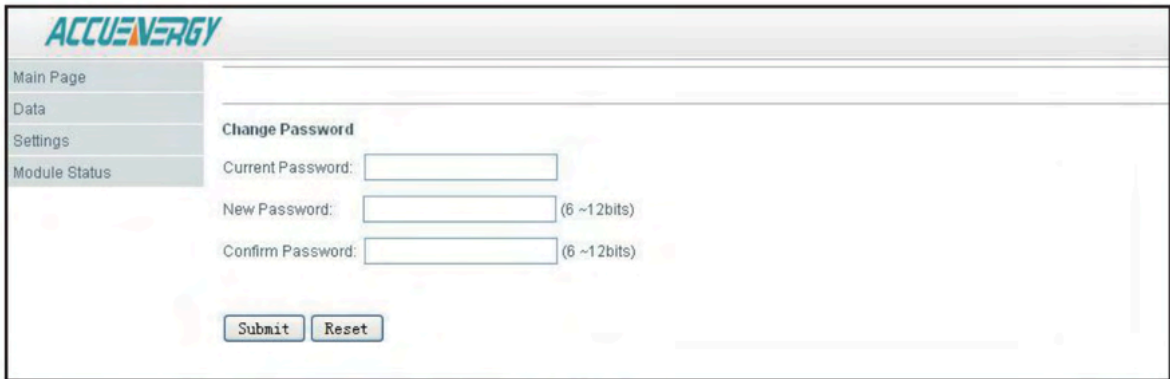 ACCUENERGY
Main Page
Data
Settings
Module Status
Change Password
Current Password:
New Password: (6 ~12bits)
Confirm Password: (6 ~12bits)
Submit Reset